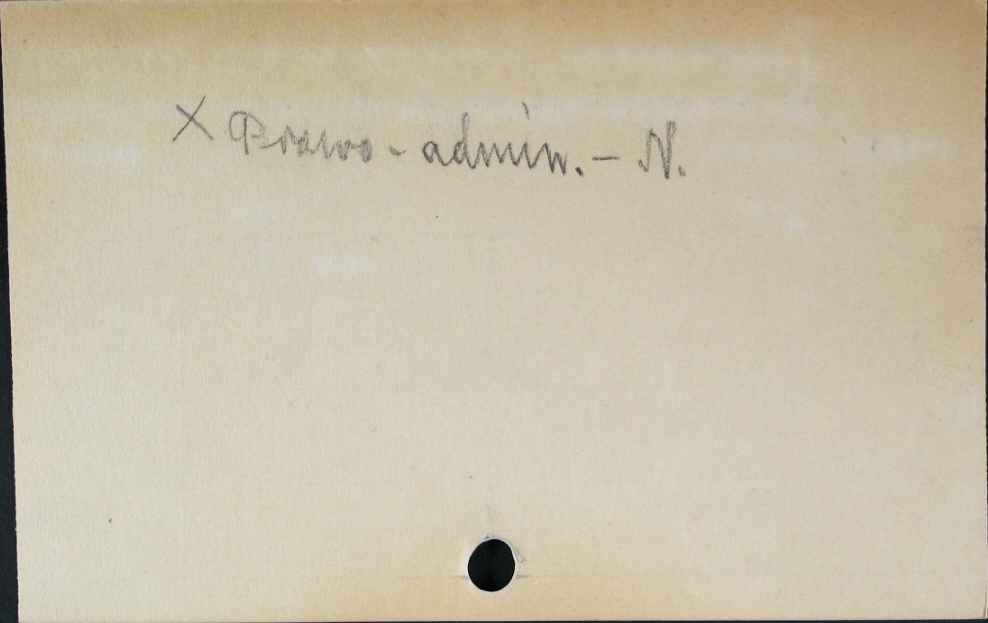 X Prawo - admin. - N.